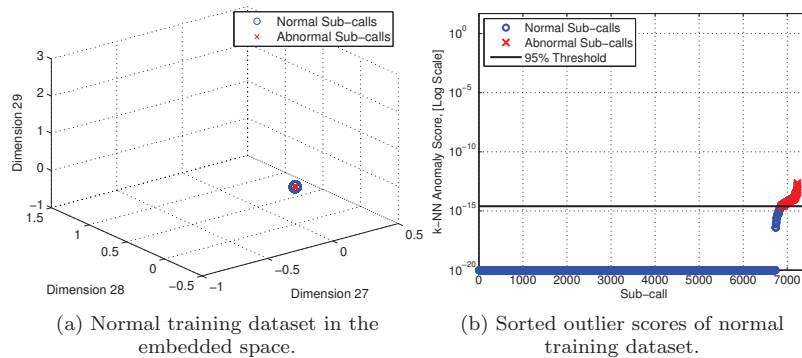 Normal Sub-calls
Abnormal Sub-calls
3
2
1
0
-1
Dimension 29
1.5
1
0.5
0
-0.5
Dimension 28
-1
-0.5
0
0.5
Dimension 27
(a) Normal training dataset in the
embedded space.
Normal Sub-calls
Abnormal Sub-calls
95% Threshold
k-NN Anomaly Score, [Log Scale]
10^0
10^-5
10^-10
10^-15
10^-20
0 1000 2000 3000 4000 5000 6000 7000
Sub-call
(b) Sorted outlier scores of normal
training dataset.